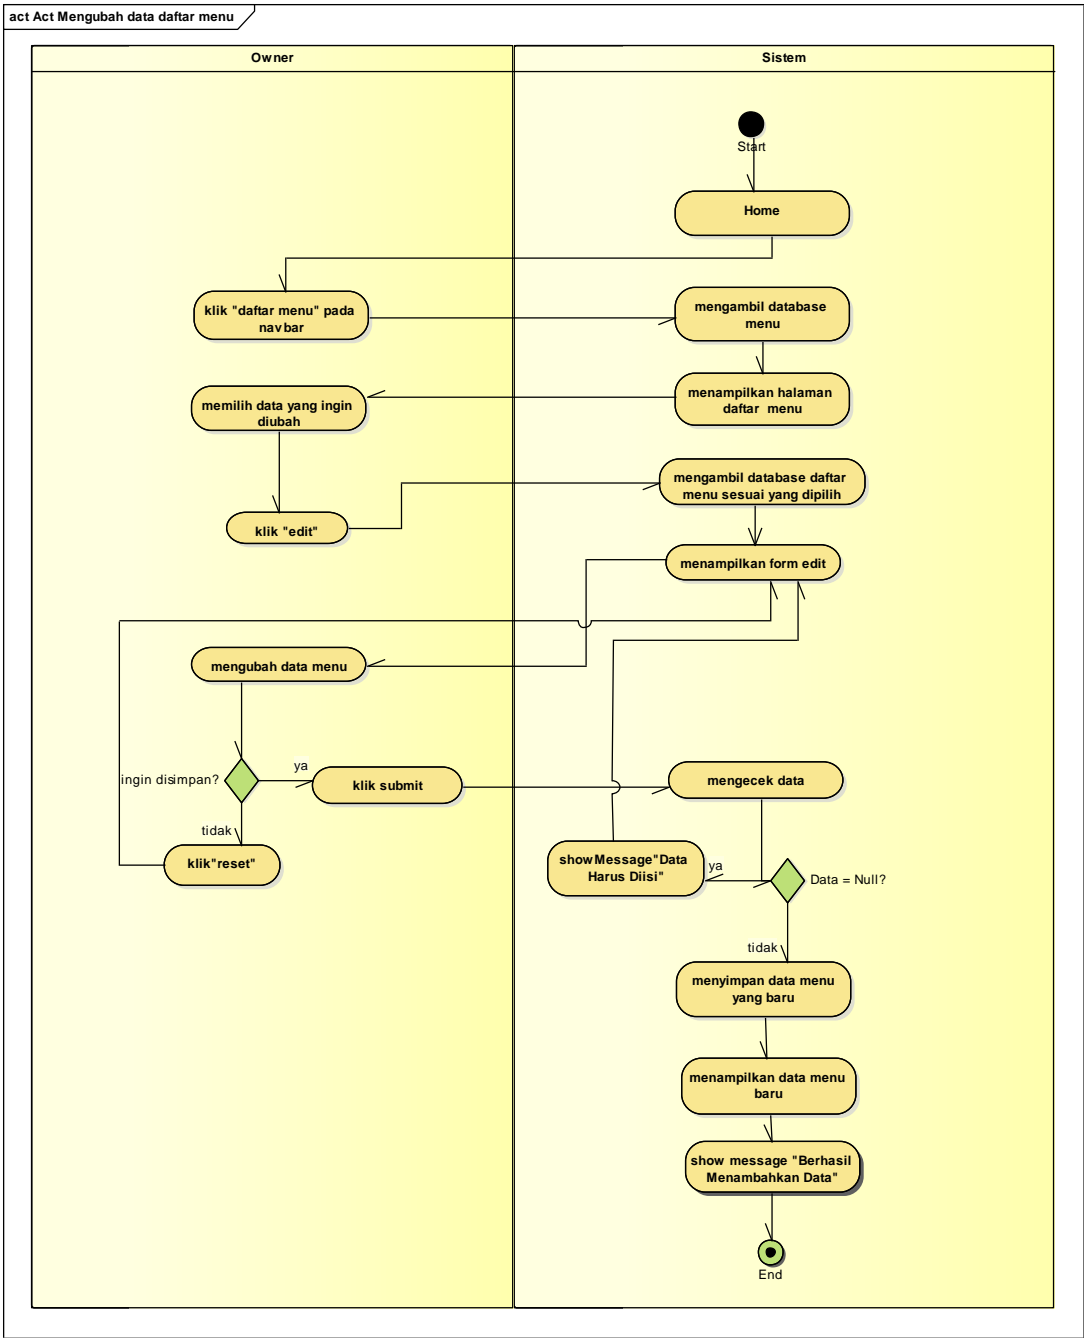 act Act Mengubah data daftar menu
Owner
Sistem
Start
Home
klik "daftar menu" pada
navbar
mengambil database
menu
menampilkan halaman
daftar menu
memilih data yang ingin
diubah
mengambil database daftar
menu sesuai yang dipilih
klik "edit"
menampilkan form edit
mengubah data menu
ingin disimpan?
ya
klik submit
mengecek data
tidak
klik"reset"
showMessage"Data
Harus Diisi"
ya
Data = Null?
tidak
menyimpan data menu
yang baru
menampilkan data menu
baru
show message "Berhasil
Menambahkan Data"
End